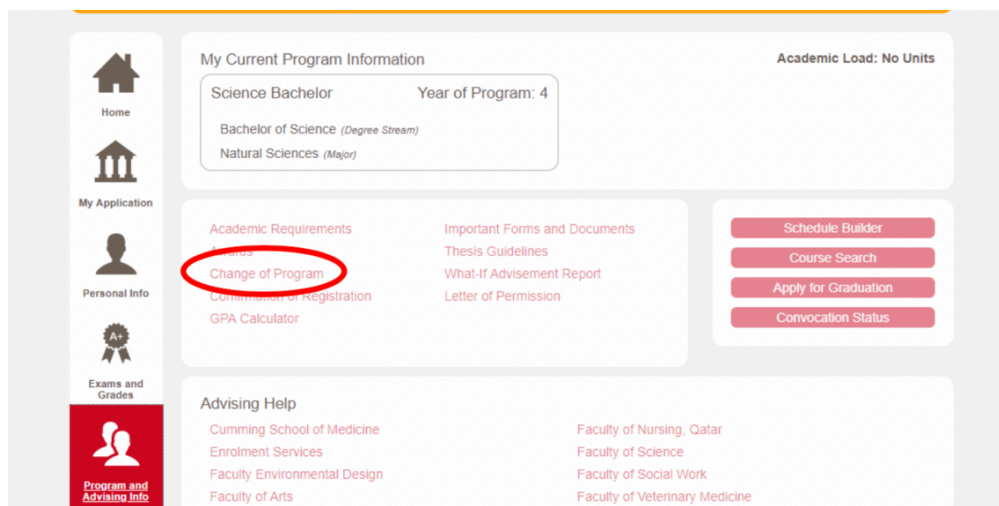 Home
My Application
Personal Info
A+
Exams and
Grades
Program and
Advising Info
My Current Program Information
Academic Load: No Units
Science Bachelor Year of Program: 4
Bachelor of Science (Degree Stream)
Natural Sciences (Major)
Academic Requirements
Awards
Change of Program
Confirmation of Registration
GPA Calculator
Important Forms and Documents
Thesis Guidelines
What-If Advisement Report
Letter of Permission
Schedule Builder
Course Search
Apply for Graduation
Convocation Status
Advising Help
Cumming School of Medicine
Enrolment Services
Faculty Environmental Design
Faculty of Arts
Faculty of Nursing, Qatar
Faculty of Science
Faculty of Social Work
Faculty of Veterinary Medicine